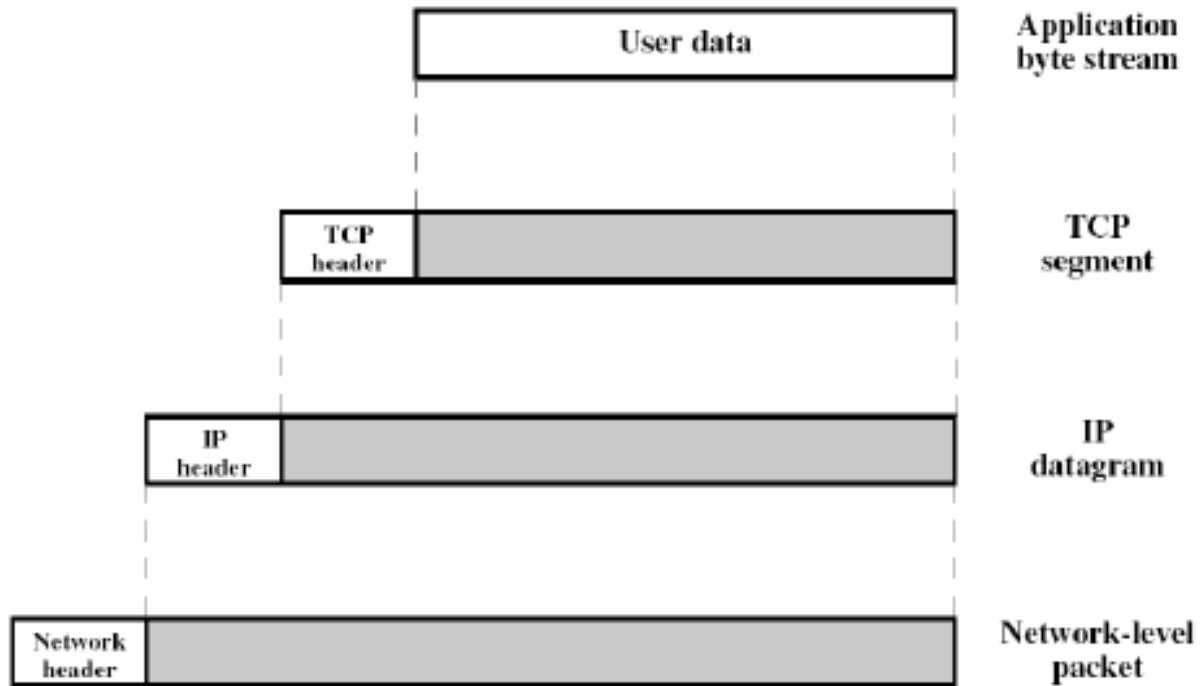 User data
Application
byte stream
TCP
header
TCP
segment
IP
header
IP
datagram
Network
header
Network-level
packet